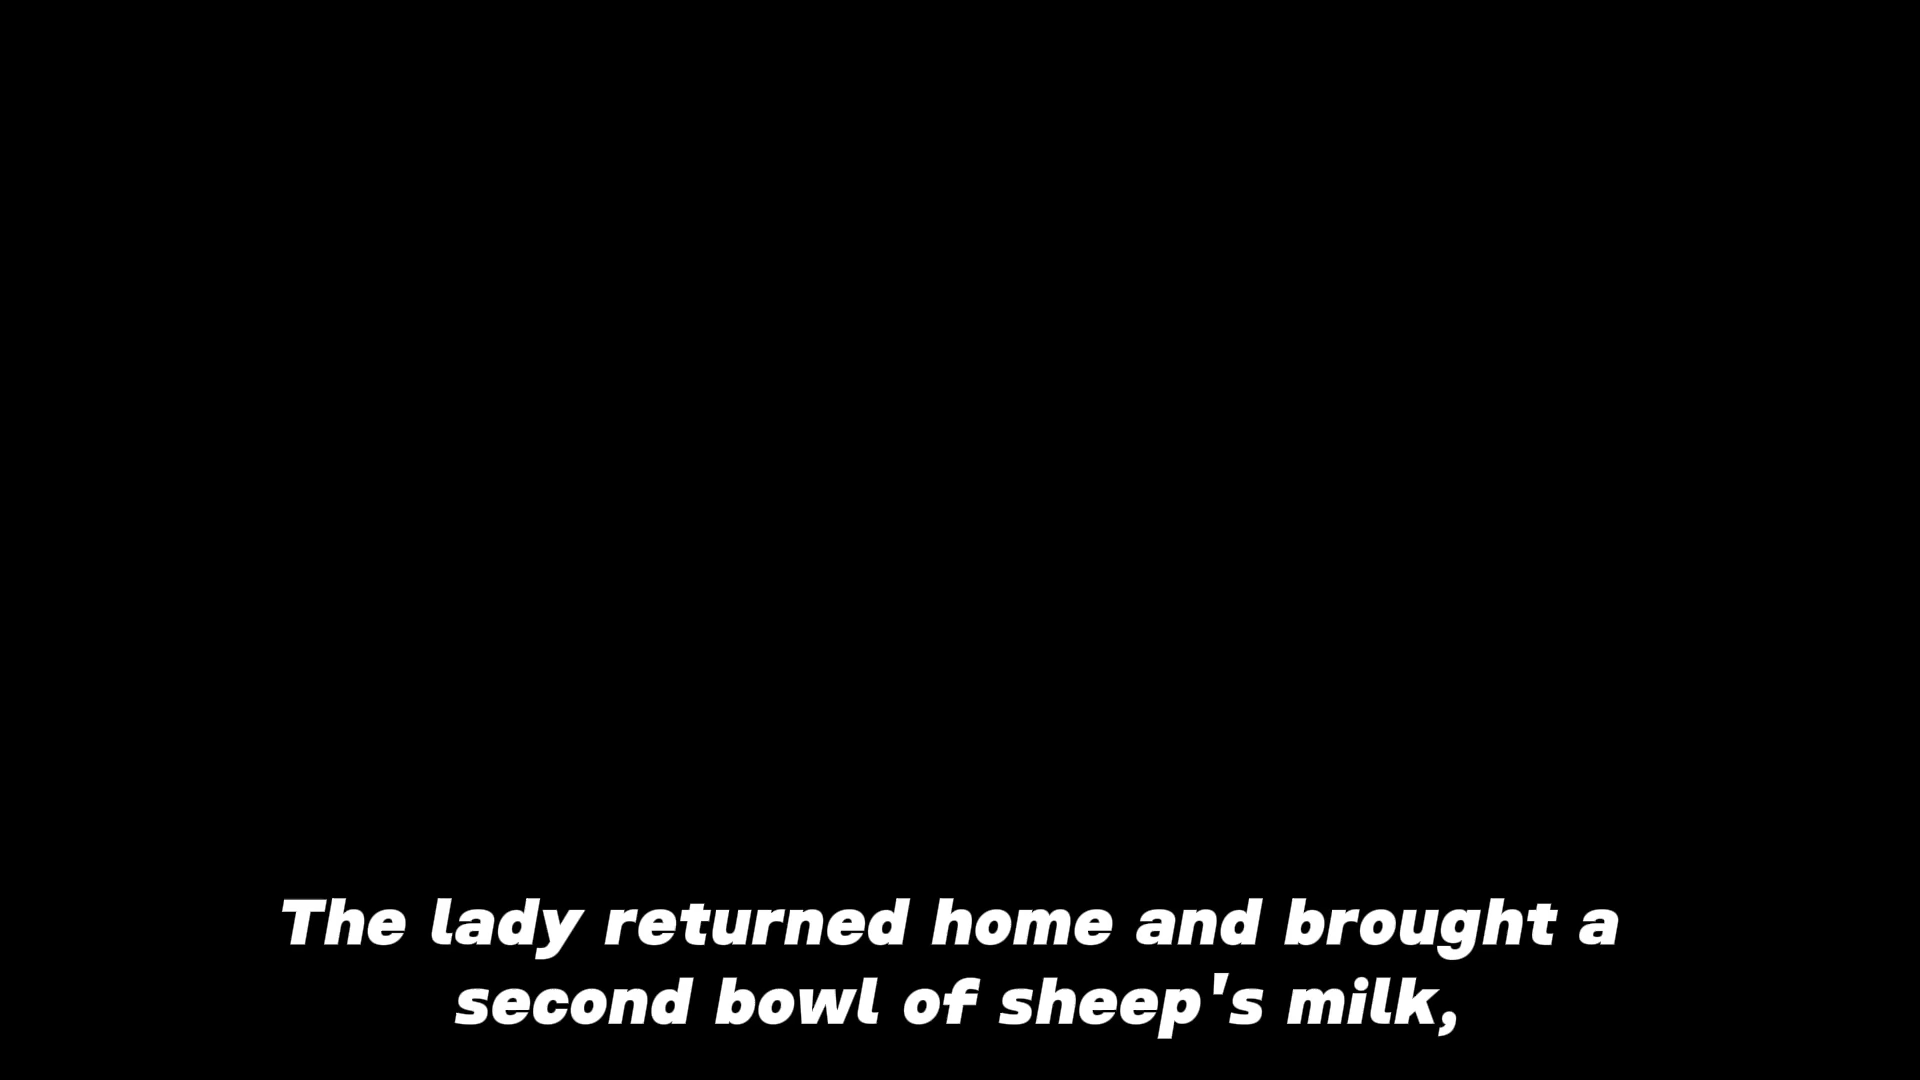 The lady returned home and brought a
second bowl of sheep's milk,